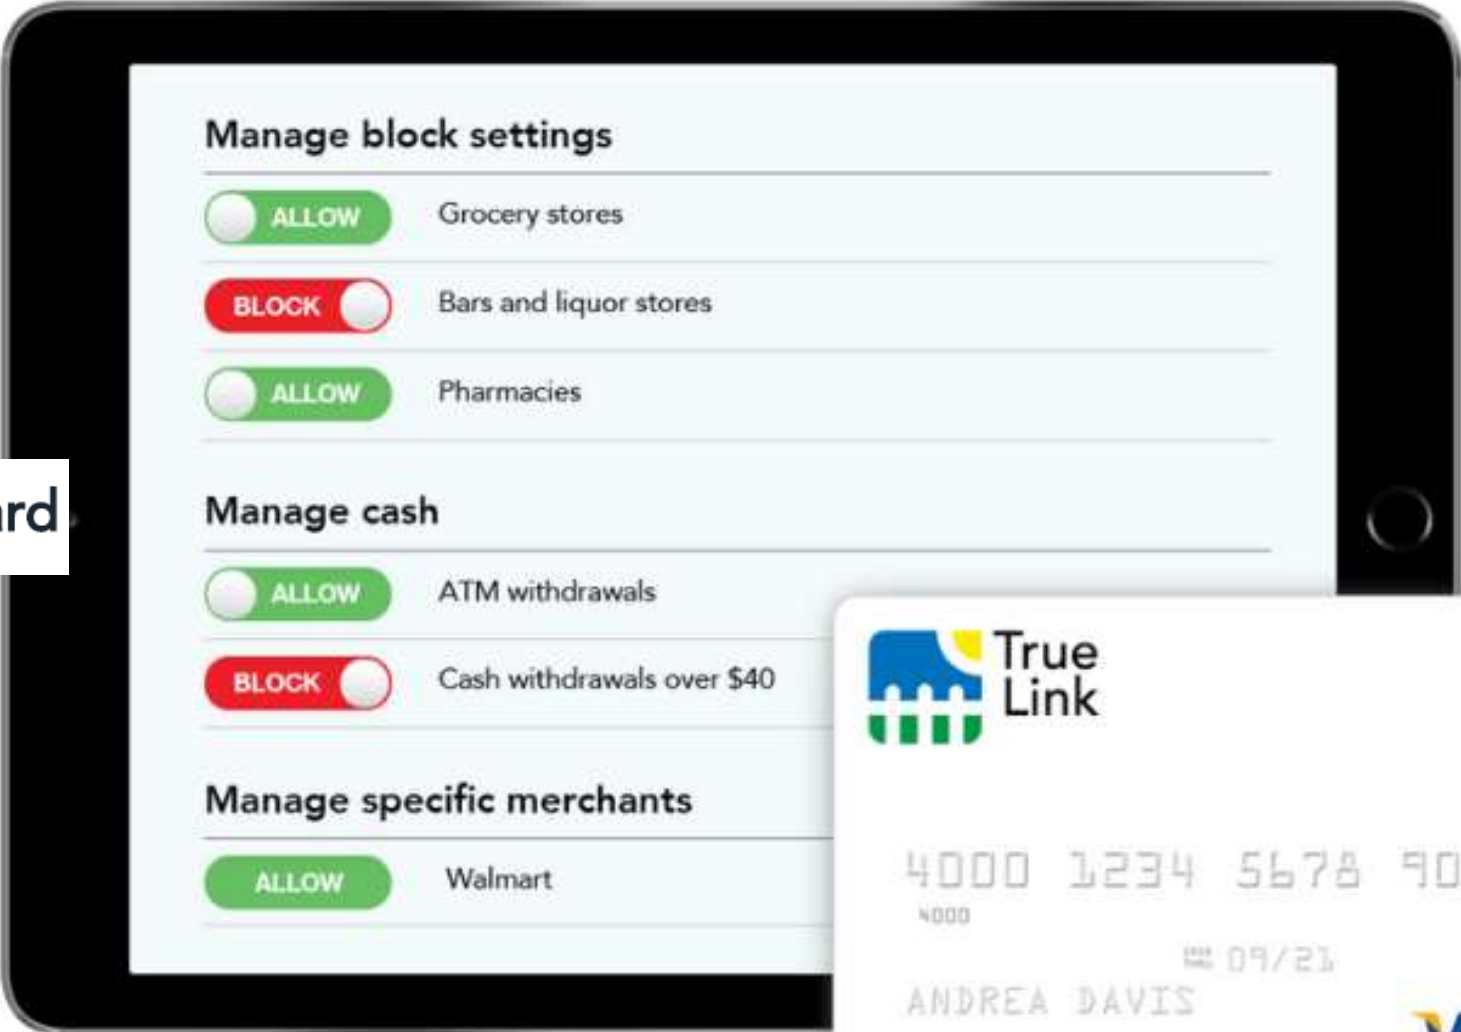 Manage block settings
ALLOW Grocery stores
BLOCK Bars and liquor stores
ALLOW Pharmacies
ard
Manage cash
ALLOW ATM withdrawals
BLOCK Cash withdrawals over $40
Manage specific merchants
ALLOW Walmart
True
Link
4000 1234 5678 90
4000
09/21
ANDREA DAVIS